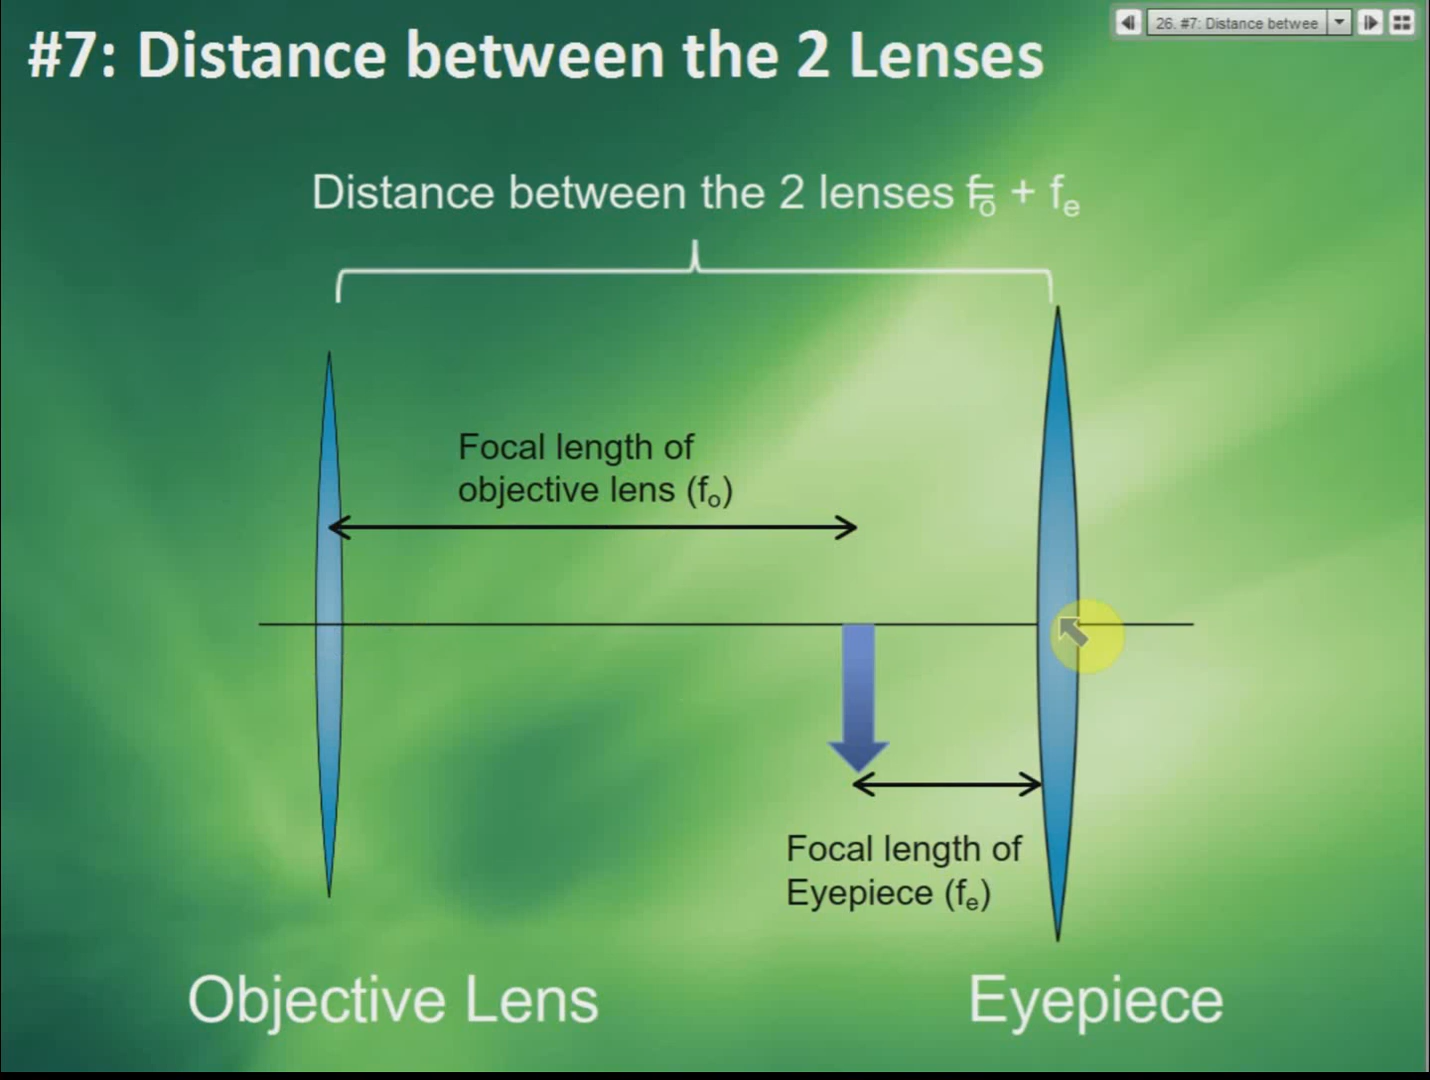 #7: Distance between the 2 Lenses
26. #7: Distance betwee
Distance between the 2 lenses = fₒ + fₑ
Focal length of
objective lens (fₒ)
Focal length of
Eyepiece (fₑ)
Objective Lens
Eyepiece